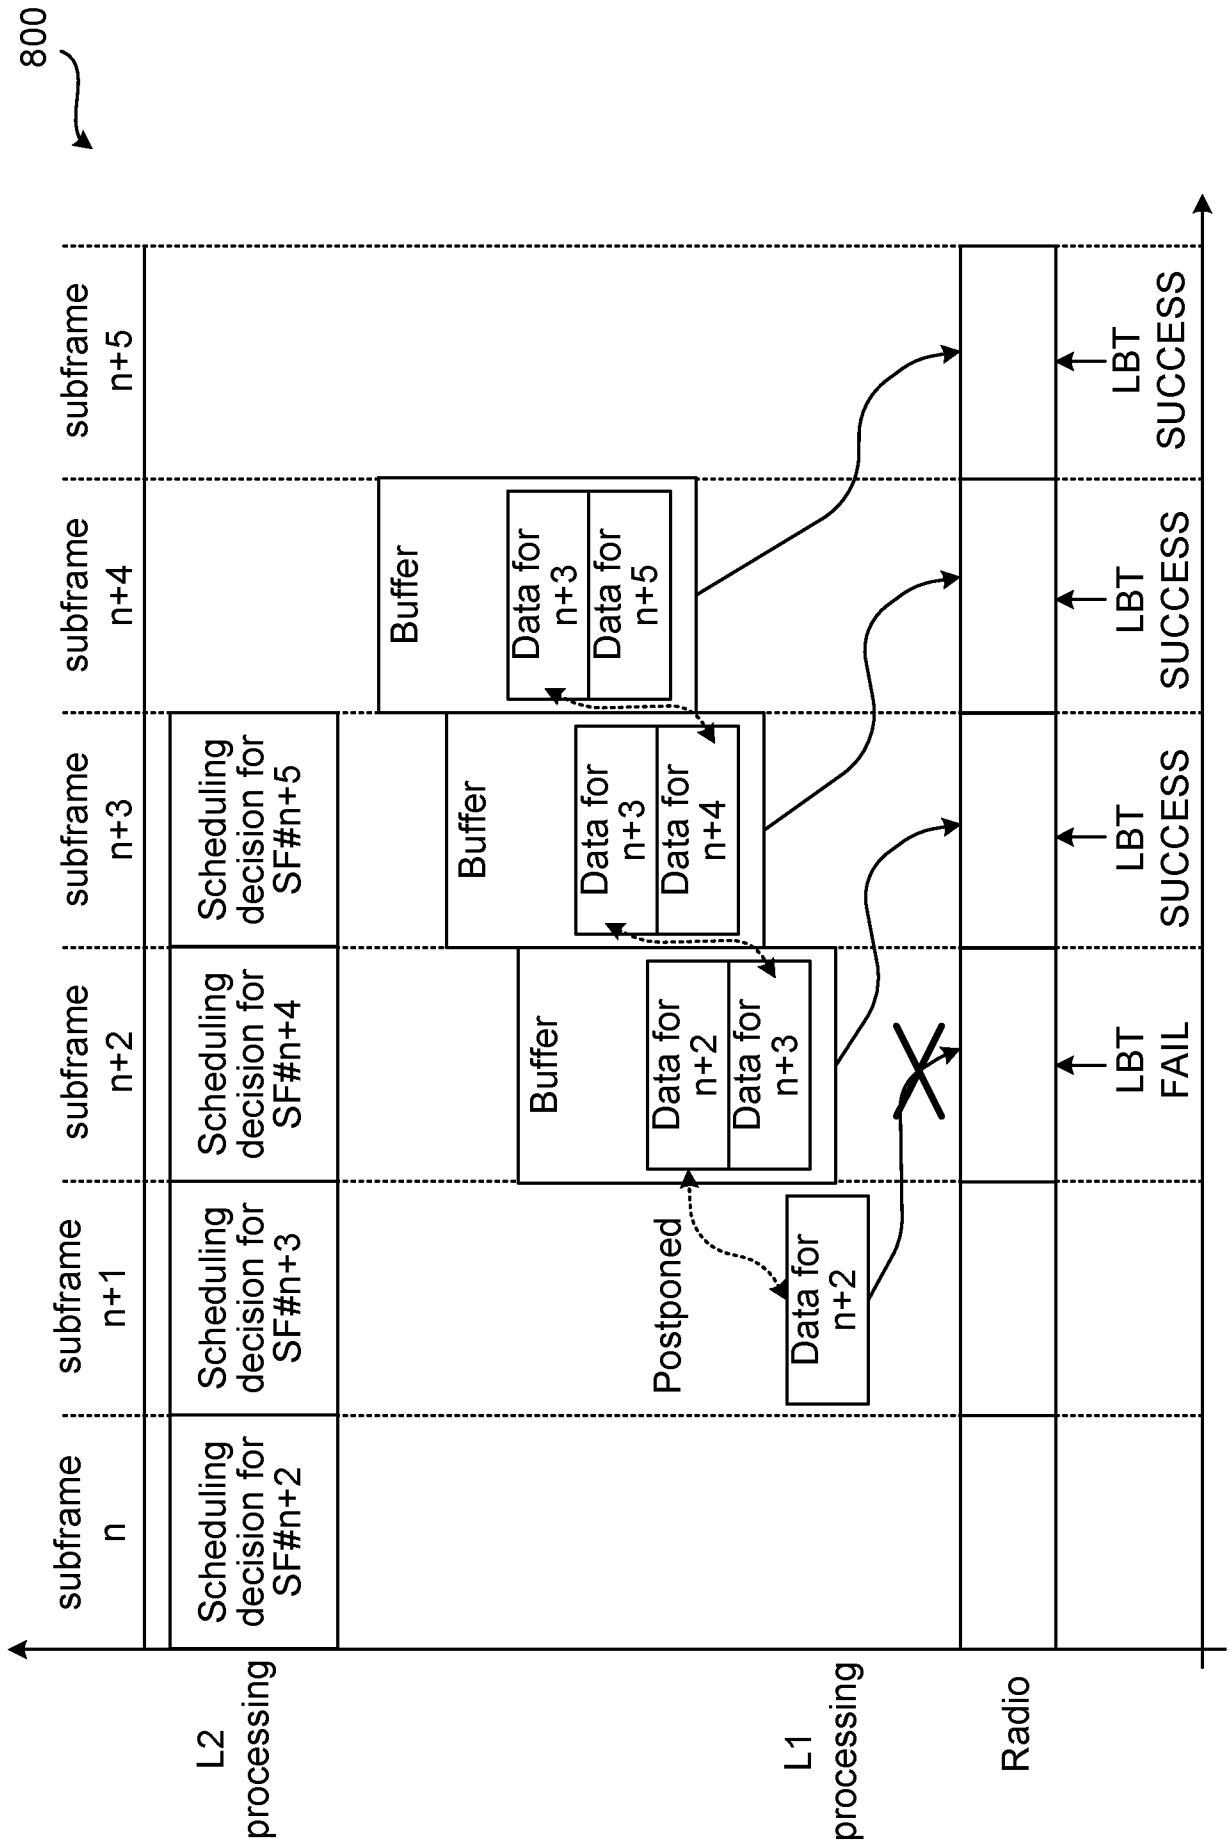 800
subframe
n
subframe
n+1
subframe
n+2
subframe
n+3
subframe
n+4
subframe
n+5
L2
processing
Scheduling
decision for
SF#n+2
Scheduling
decision for
SF#n+3
Scheduling
decision for
SF#n+4
Scheduling
decision for
SF#n+5
L1
processing
Postponed
Data for
n+2
Buffer
Data for
n+2
Data for
n+3
Buffer
Data for
n+3
Data for
n+4
Buffer
Data for
n+3
Data for
n+5
Radio
LBT
FAIL
LBT
SUCCESS
LBT
SUCCESS
LBT
SUCCESS